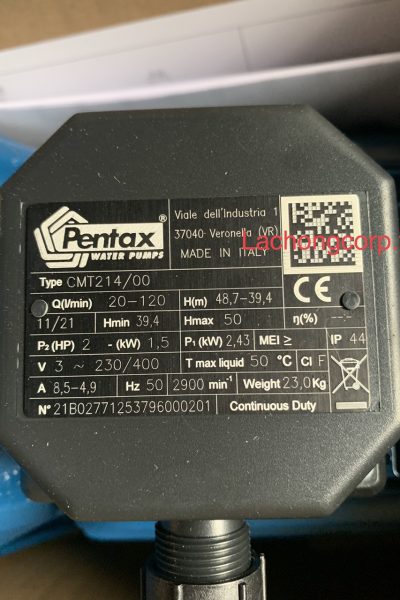 Pentax®
WATER PUMPS
Viale dell'Industria 1
37040 Veronella (VR)
MADE IN ITALY
Lachongcorp.
CE
Type CMT214/00
Q(l/min) 20-120 H(m) 48,7-39,4
11/21 Hmin 39,4 Hmax 50 η(%) --
P₂(HP) 2 -(kW) 1,5 P₁(kW) 2,43 MEI ≥ IP 44
V 3 ~ 230/400 T max liquid 50 °C Cl F
A 8,5-4,9 Hz 50 2900 min⁻¹ Weight 23,0 Kg
N° 21B02771253796000201 Continuous Duty